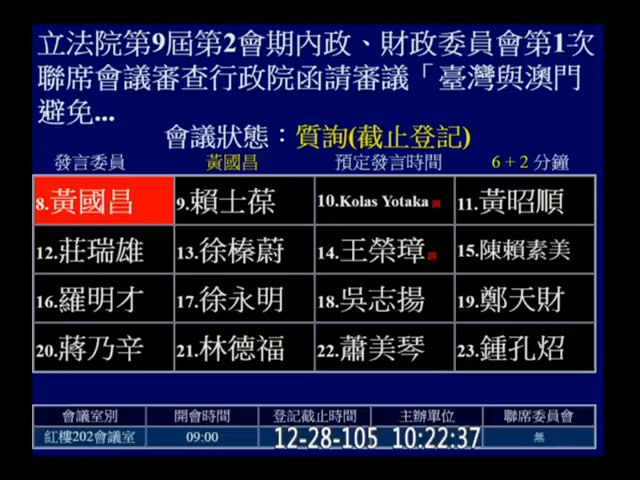 立法院第9屆第2會期內政、財政委員會第1次
聯席會議審查行政院函請審議「臺灣與澳門
避免...
會議狀態：質詢(截止登記)
發言委員 黃國昌 預定發言時間 6+2 分鐘
8.黃國昌 9.賴士葆 10.Kolas Yotaka 11.黃昭順
12.莊瑞雄 13.徐榛蔚 14.王榮璋 15.陳賴素美
16.羅明才 17.徐永明 18.吳志揚 19.鄭天財
20.蔣乃辛 21.林德福 22.蕭美琴 23.鍾孔炤
會議室別 開會時間 登記截止時間 主辦單位 聯席委員會
紅樓202會議室 09:00 12-28-105 10:22:37 無